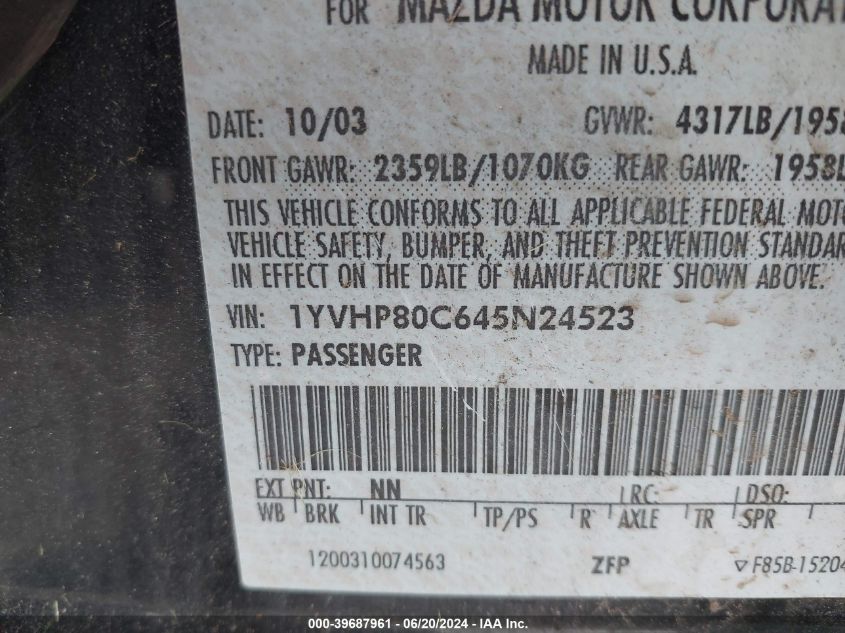 FOR MAZDA MOTOR CORPORAT
MADE IN U.S.A.
DATE: 10/03 GVWR: 4317LB/1958
FRONT GAWR: 2359LB/1070KG REAR GAWR: 1958L
THIS VEHICLE CONFORMS TO ALL APPLICABLE FEDERAL MOTO
VEHICLE SAFETY, BUMPER, AND THEFT PREVENTION STANDAR
IN EFFECT ON THE DATE OF MANUFACTURE SHOWN ABOVE.
VIN: 1YVHP80C645N24523
TYPE: PASSENGER
EXT PNT: NN RC: DSO:
WB BRK INT TR TP/PS R AXLE TR SPR
1200310074563 ZFP ▽F85B-15204
000-39687961 - 06/20/2024 - IAA Inc.